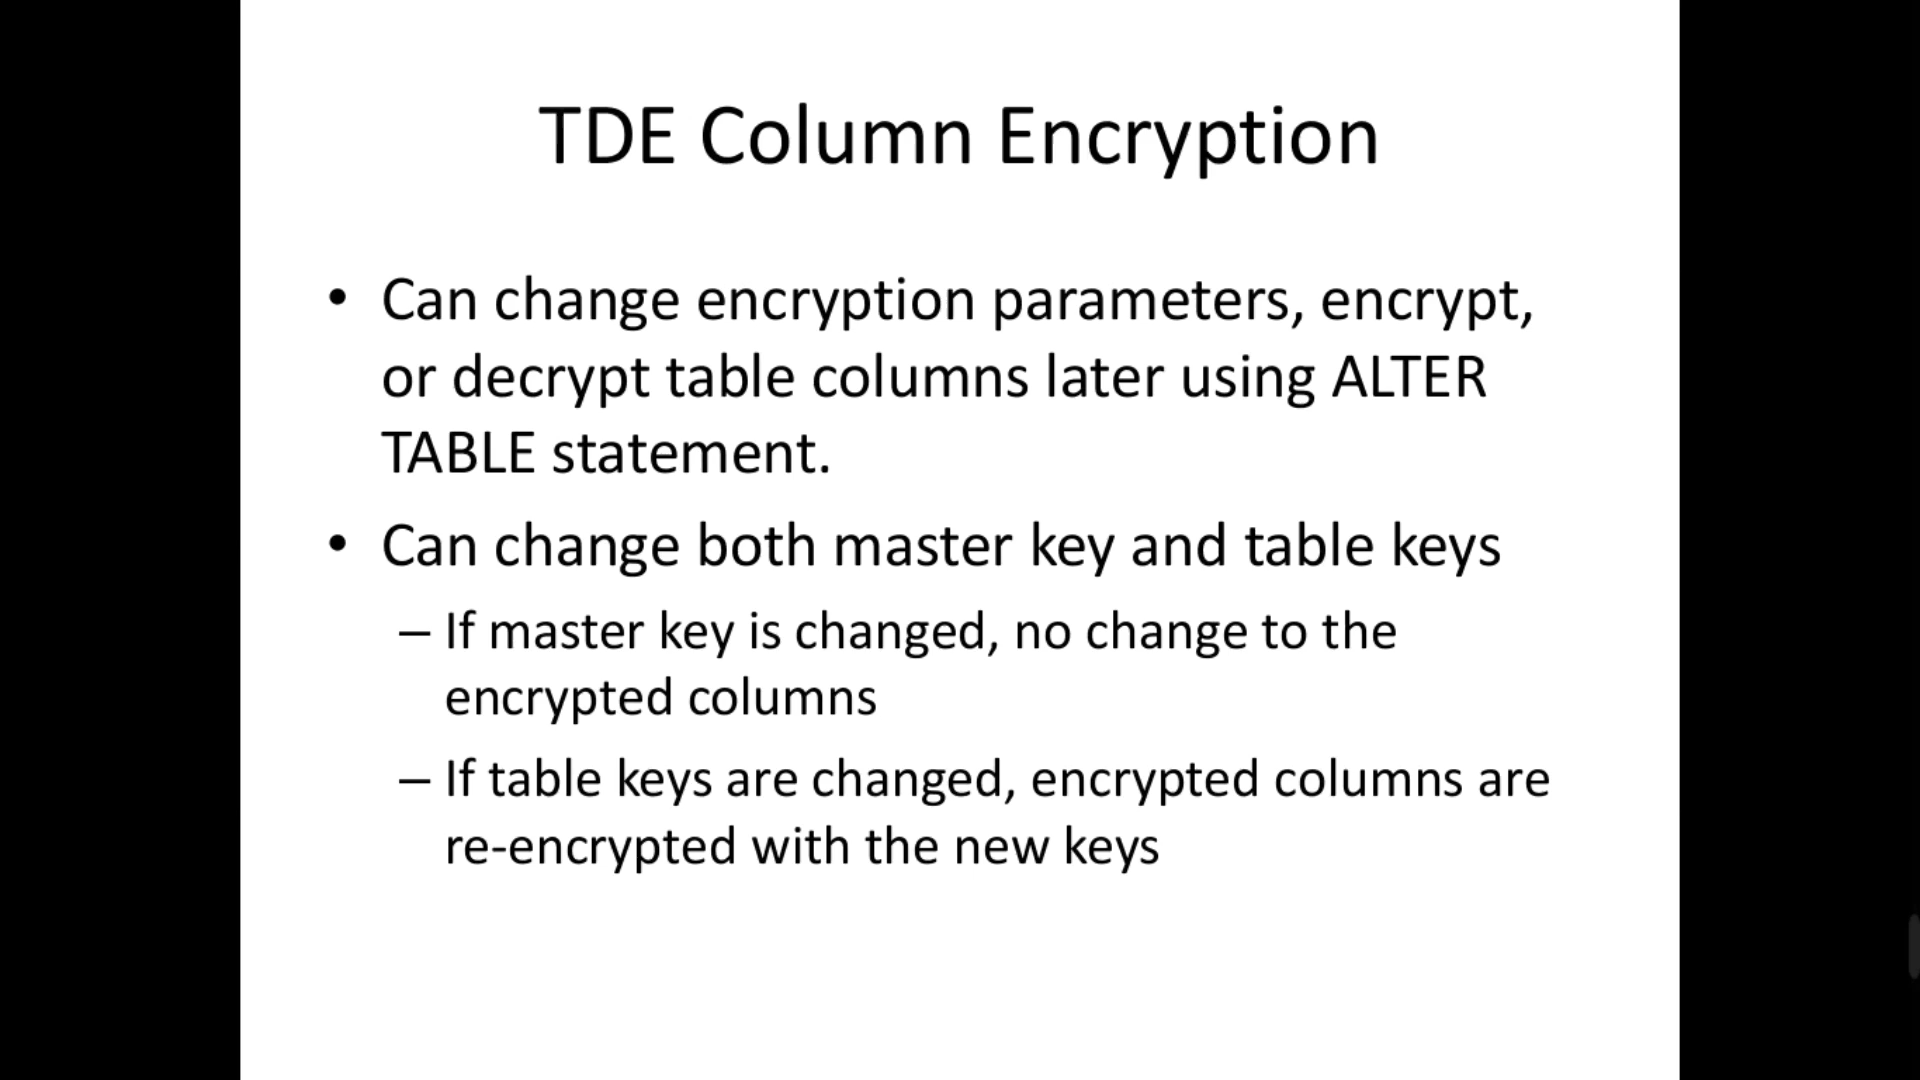 TDE Column Encryption
• Can change encryption parameters, encrypt,
or decrypt table columns later using ALTER
TABLE statement.
• Can change both master key and table keys
– If master key is changed, no change to the
encrypted columns
– If table keys are changed, encrypted columns are
re-encrypted with the new keys